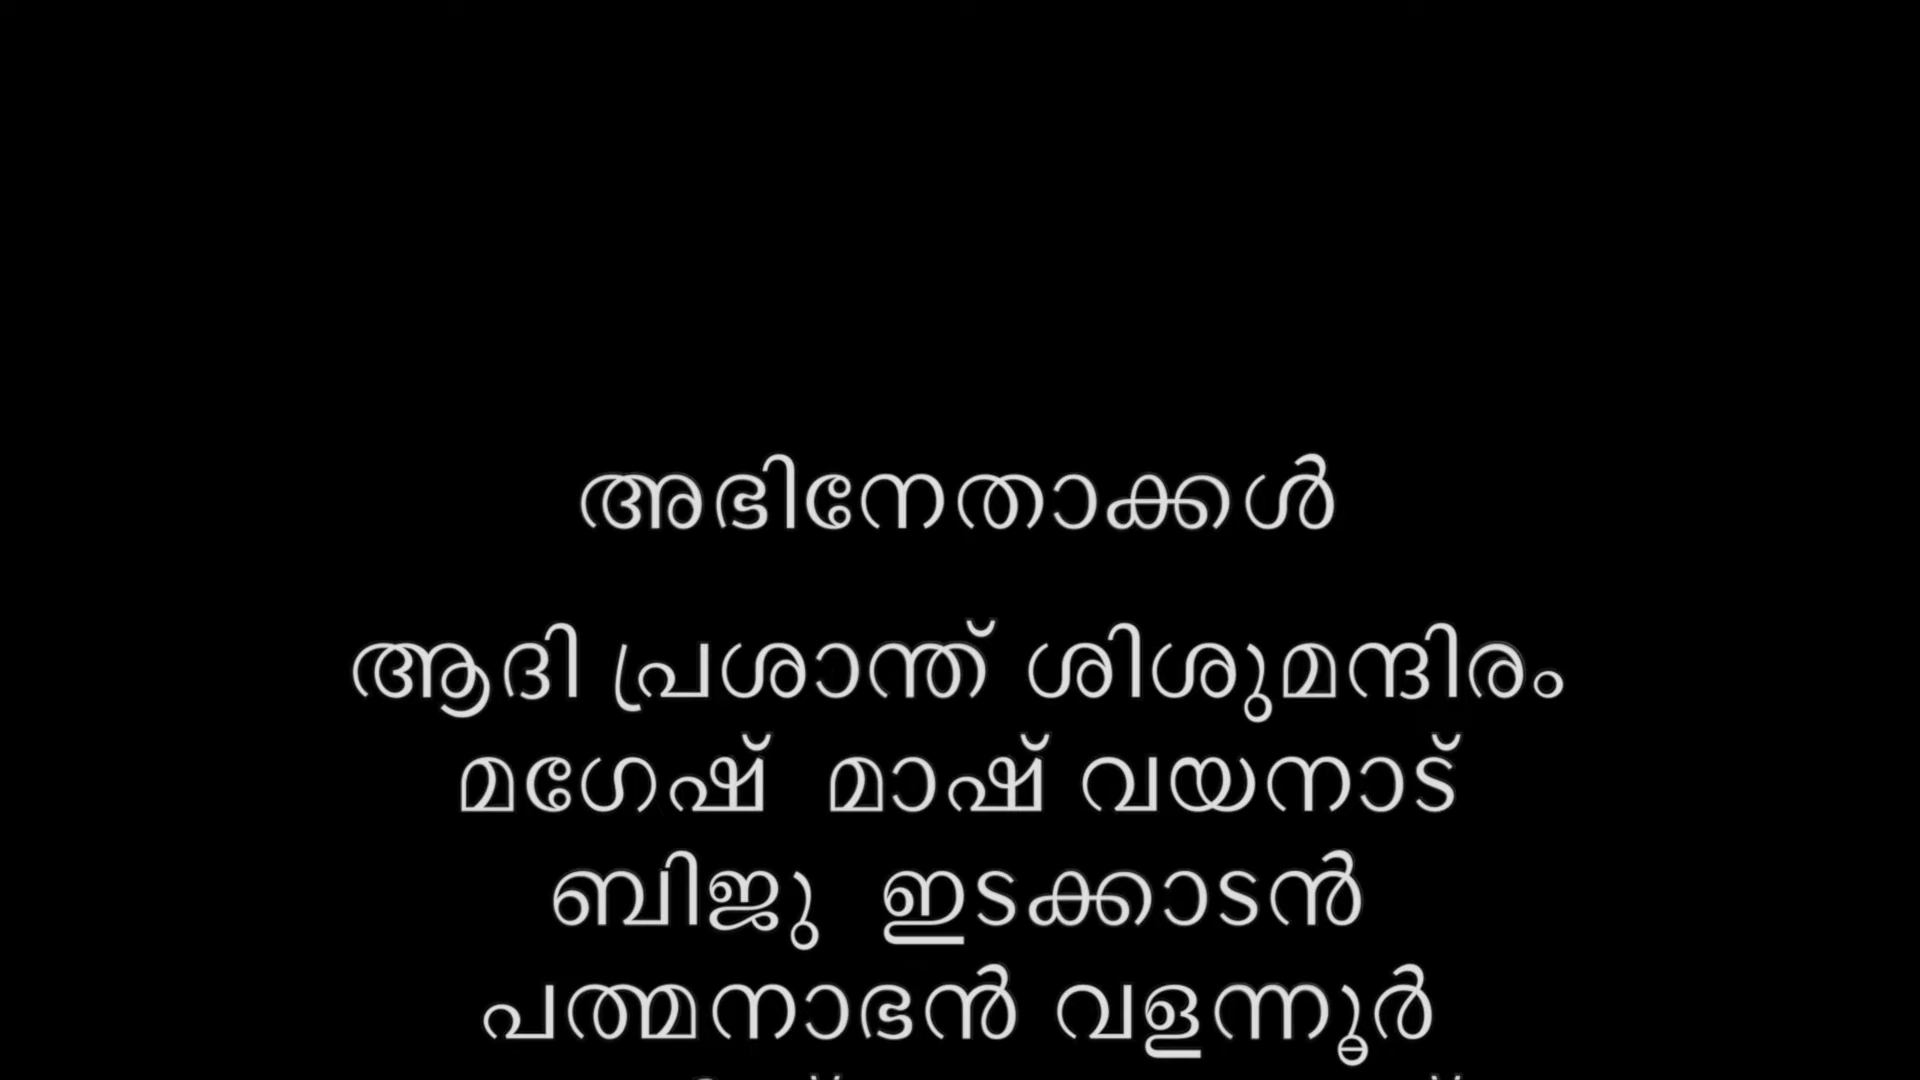 അഭിനേതാക്കൾ
ആദി പ്രശാന്ത് ശിശുമന്ദിരം
മഗേഷ് മാഷ് വയനാട്
ബിജു ഇടക്കാടൻ
പത്മനാഭൻ വളന്നൂർ